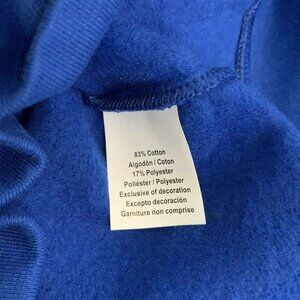 83% Cotton
Algodón / Coton
17% Polyester
Poliéster / Polyester
Exclusive of decoration
Excepto decoración
Garniture non comprise